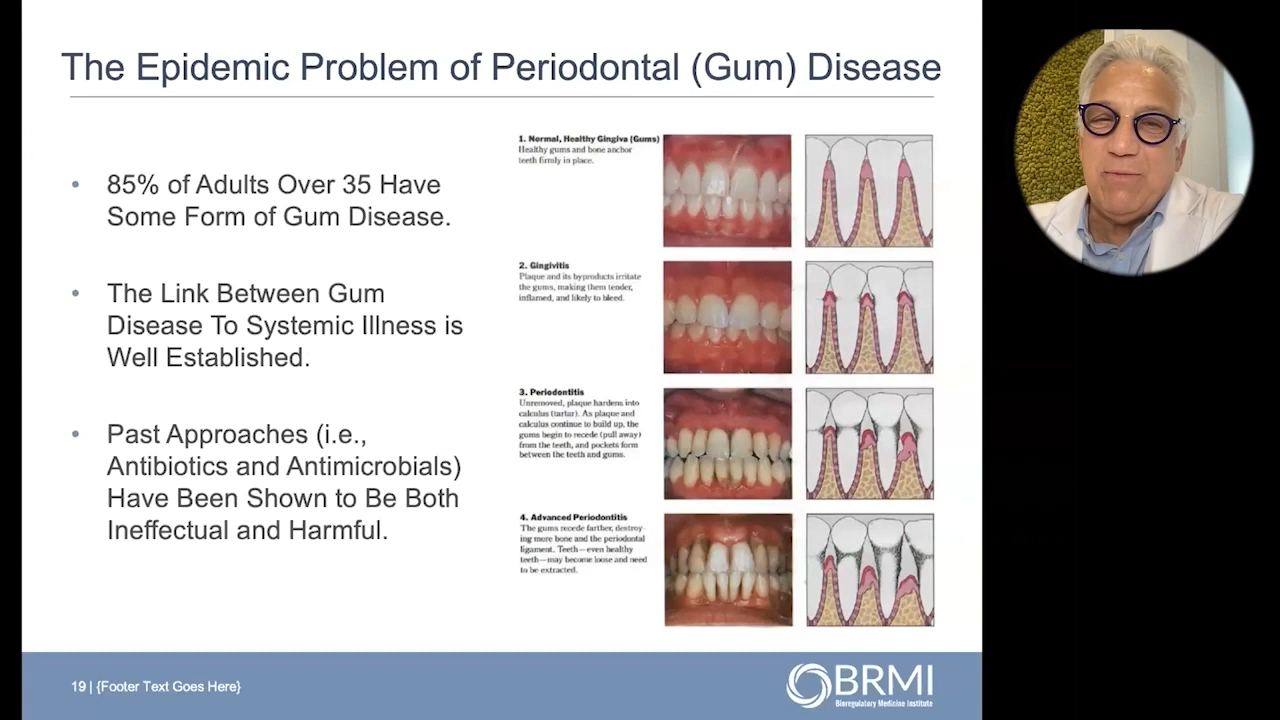 The Epidemic Problem of Periodontal (Gum) Disease
• 85% of Adults Over 35 Have
Some Form of Gum Disease.
• The Link Between Gum
Disease To Systemic Illness is
Well Established.
• Past Approaches (i.e.,
Antibiotics and Antimicrobials)
Have Been Shown to Be Both
Ineffectual and Harmful.
1. Normal, Healthy Gingiva (Gums)
Healthy gums and bone anchor
teeth firmly in place.
2. Gingivitis
Plaque and its byproducts irritate
the gums, making them tender,
inflamed, and likely to bleed.
3. Periodontitis
Unremoved, plaque hardens into
calculus (tartar). As plaque and
calculus continue to build up, the
gums begin to recede (pull away)
from the teeth, and pockets form
between the teeth and gums.
4. Advanced Periodontitis
The gums recede farther, destroy-
ing more bone and the periodontal
ligament. Teeth—even healthy
teeth—may become loose and need
to be extracted.
19 | {Footer Text Goes Here}
BRMI
Bioregulatory Medicine Institute